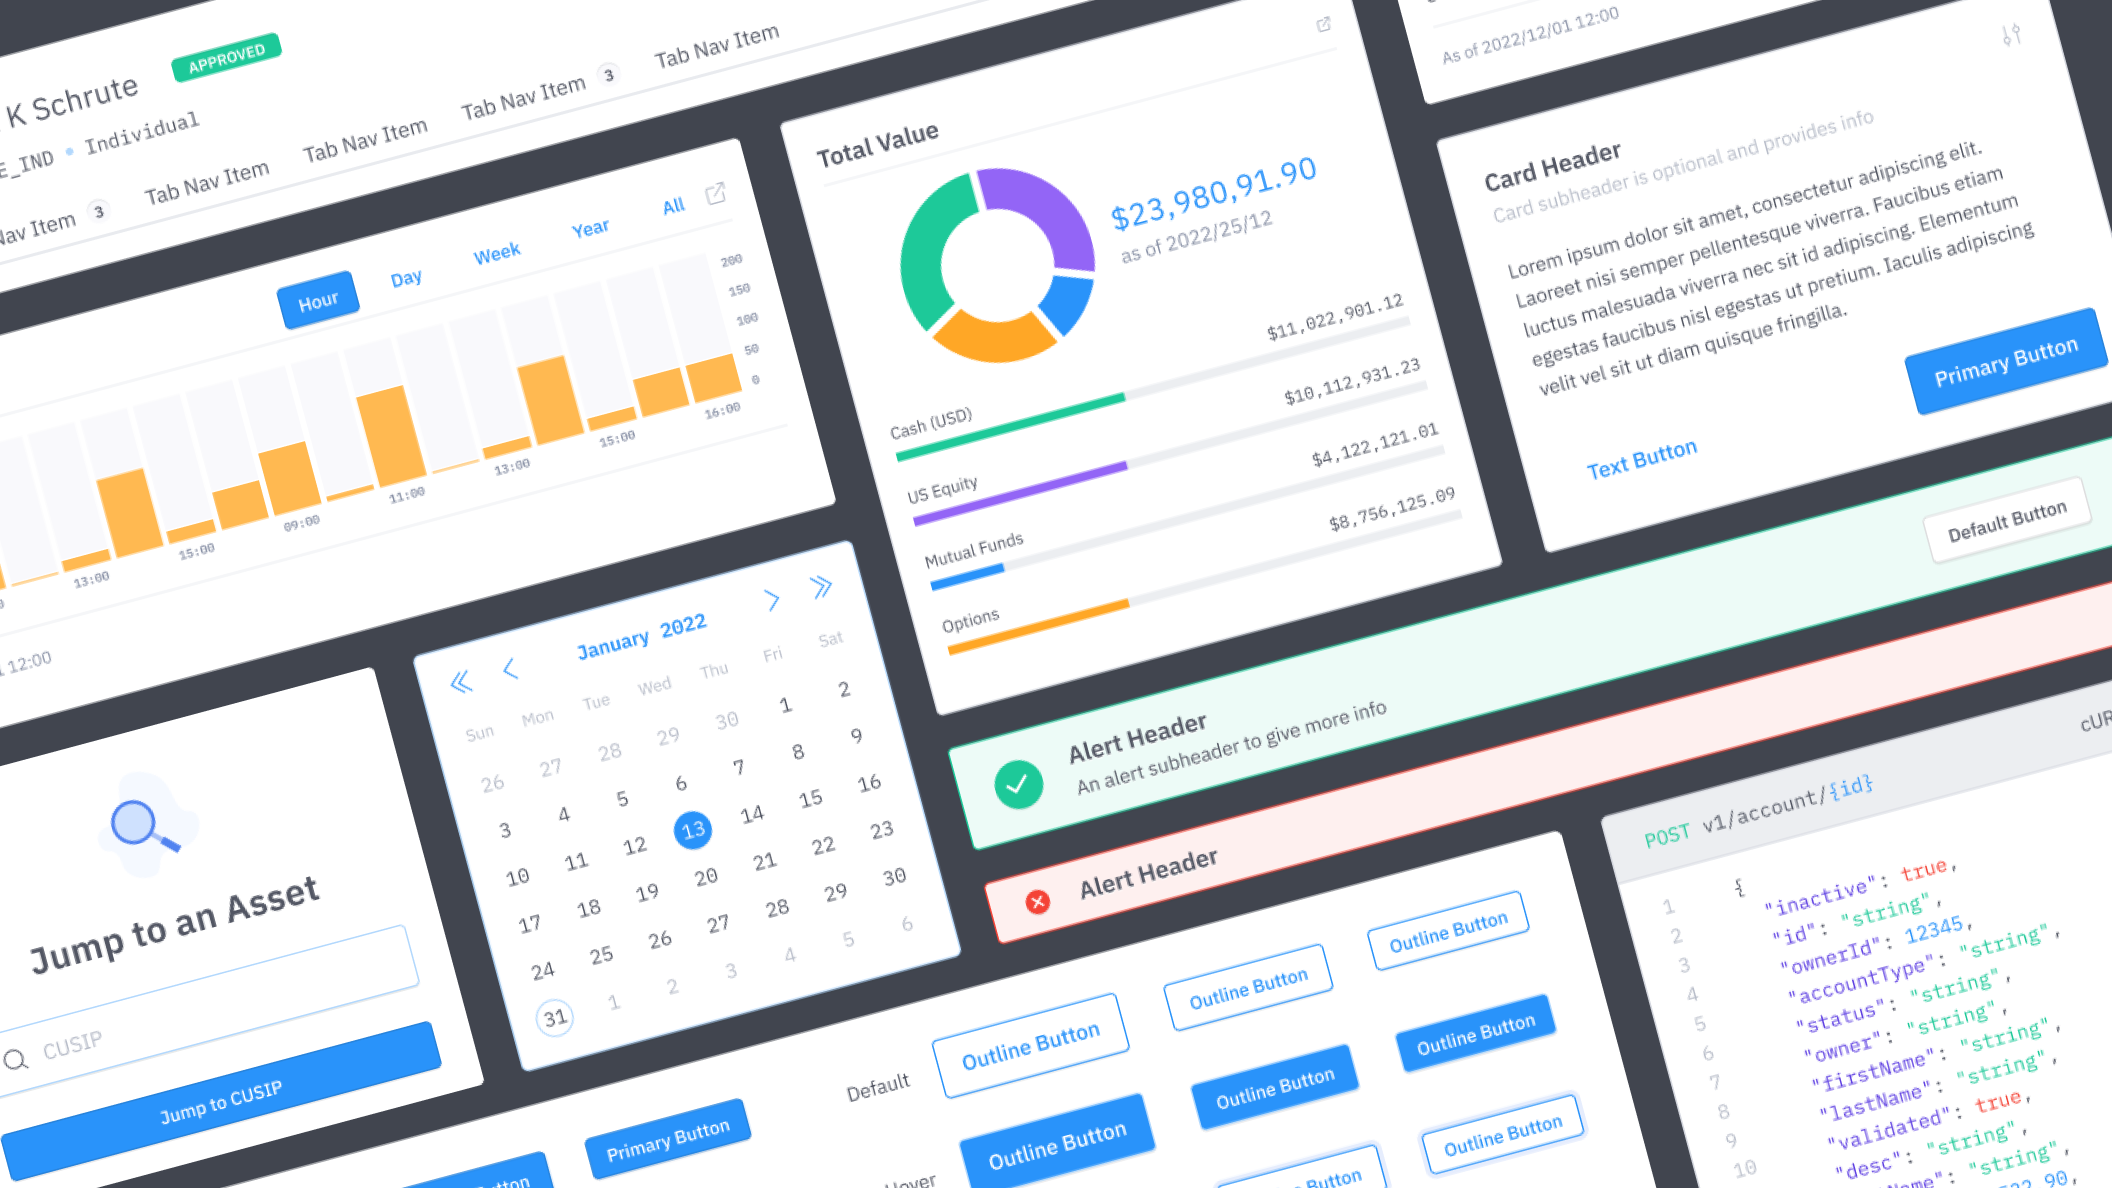 K Schrute
APPROVED
E_IND • Individual
Nav Item 3
Tab Nav Item
Tab Nav Item
Tab Nav Item 3
Tab Nav Item
Hour
Day
Week
Year
All
200
150
100
50
0
13:00
15:00
09:00
11:00
13:00
15:00
16:00
12:00
Total Value
$23,980,91.90
as of 2022/25/12
Cash (USD)
$11,022,901.12
US Equity
$10,112,931.23
Mutual Funds
$4,122,121.01
Options
$8,756,125.09
As of 2022/12/01 12:00
Card Header
Card subheader is optional and provides info
Lorem ipsum dolor sit amet, consectetur adipiscing elit.
Laoreet nisi semper pellentesque viverra. Faucibus etiam
luctus malesuada viverra nec sit id adipiscing. Elementum
egestas faucibus nisl egestas ut pretium. Iaculis adipiscing
velit vel sit ut diam quisque fringilla.
Text Button
Primary Button
January 2022
Sun Mon Tue Wed Thu Fri Sat
26 27 28 29 30 1 2
3 4 5 6 7 8 9
10 11 12 13 14 15 16
17 18 19 20 21 22 23
24 25 26 27 28 29 30
31 1 2 3 4 5 6
Jump to an Asset
CUSIP
Jump to CUSIP
Alert Header
An alert subheader to give more info
Default Button
Alert Header
Default
Outline Button
Outline Button
Outline Button
Hover
Outline Button
Outline Button
Outline Button
Primary Button
Button
Outline Button
POST v1/account/{id}
1 {
2 "inactive": true,
3 "id": "string",
4 "ownerId": 12345,
5 "accountType": "string",
6 "status": "string",
7 "owner": "string",
8 "firstName": "string",
9 "lastName": "string",
10 "validated": true,
"desc": "string",
"string",